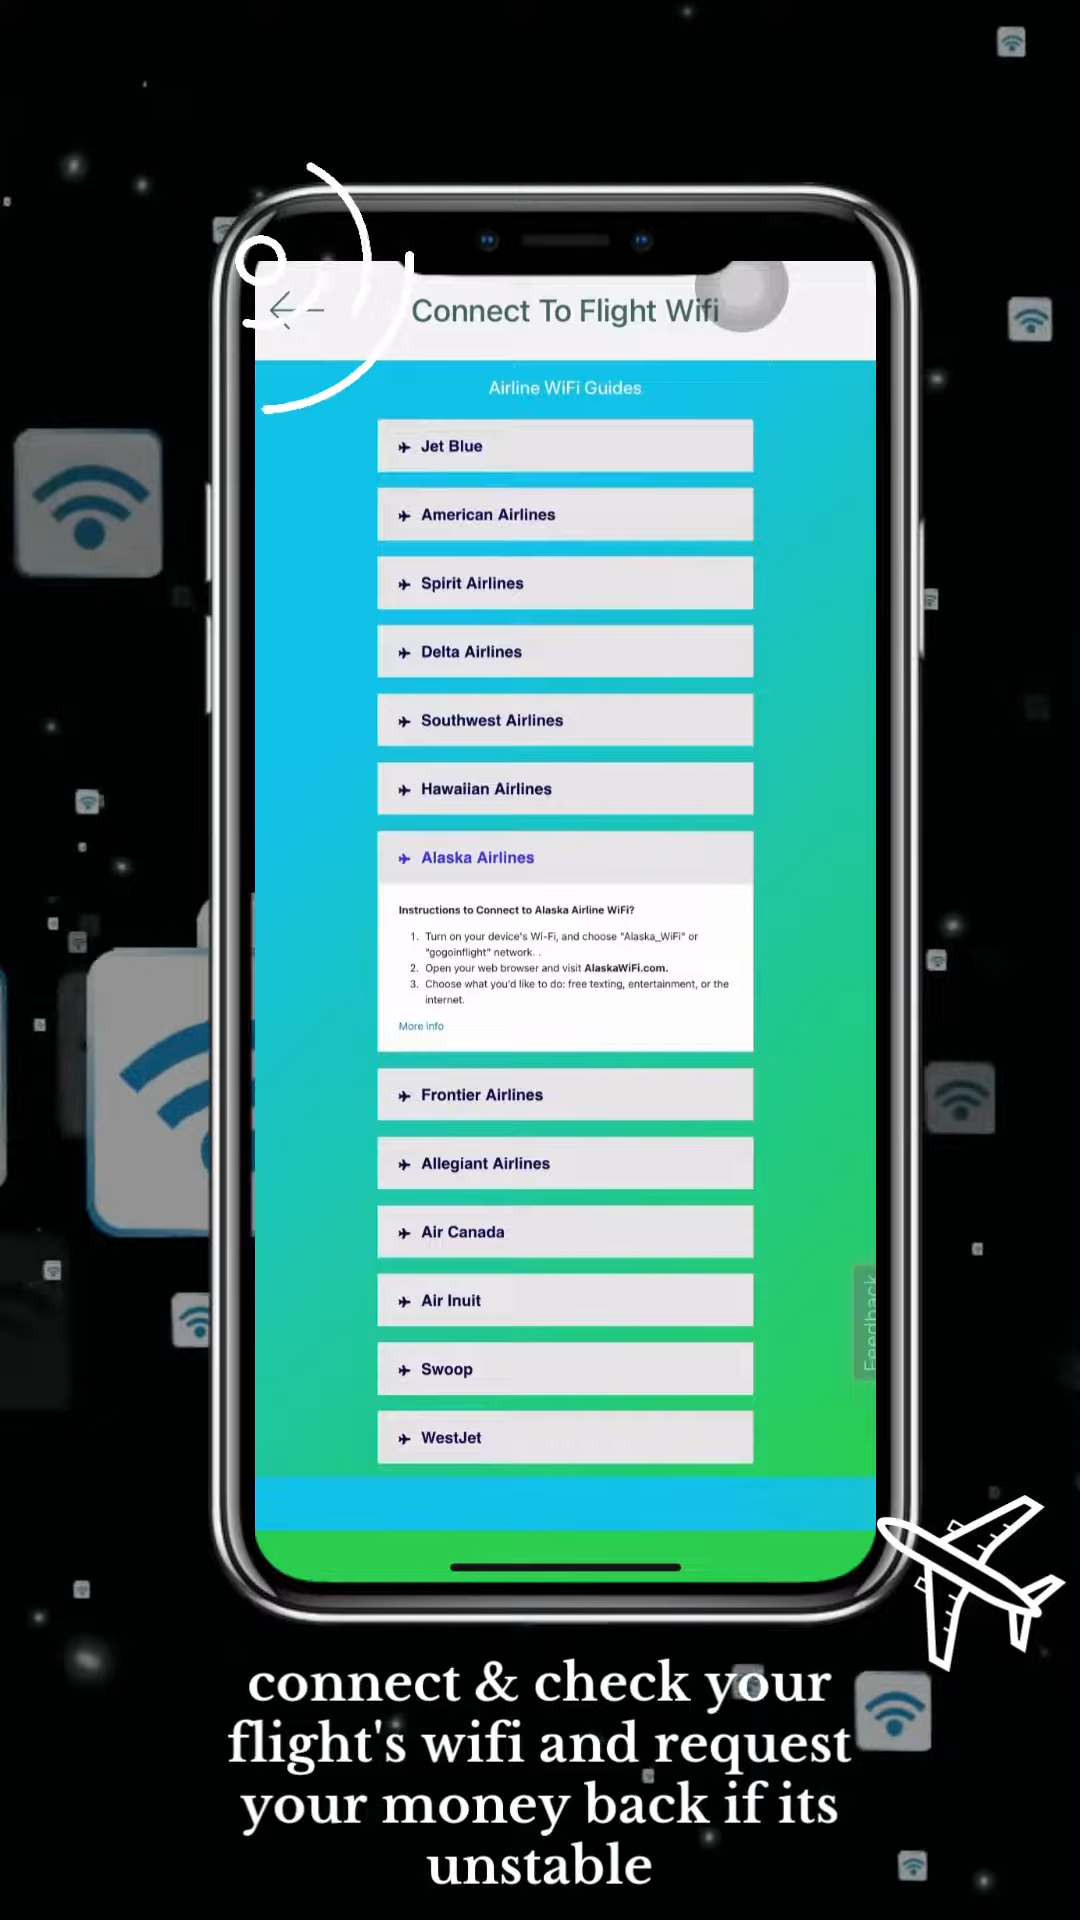 Connect To Flight Wifi
Airline WiFi Guides
Jet Blue
American Airlines
Spirit Airlines
Delta Airlines
Southwest Airlines
Hawaiian Airlines
Alaska Airlines
Instructions to Connect to Alaska Airline WiFi?
1. Turn on your device's Wi-Fi, and choose "Alaska_WiFi" or
"gogoinflight" network. .
2. Open your web browser and visit AlaskaWiFi.com.
3. Choose what you'd like to do: free texting, entertainment, or the
internet.
More info
Frontier Airlines
Allegiant Airlines
Air Canada
Air Inuit
Swoop
WestJet
Feedback
connect & check your
flight's wifi and request
your money back if its
unstable